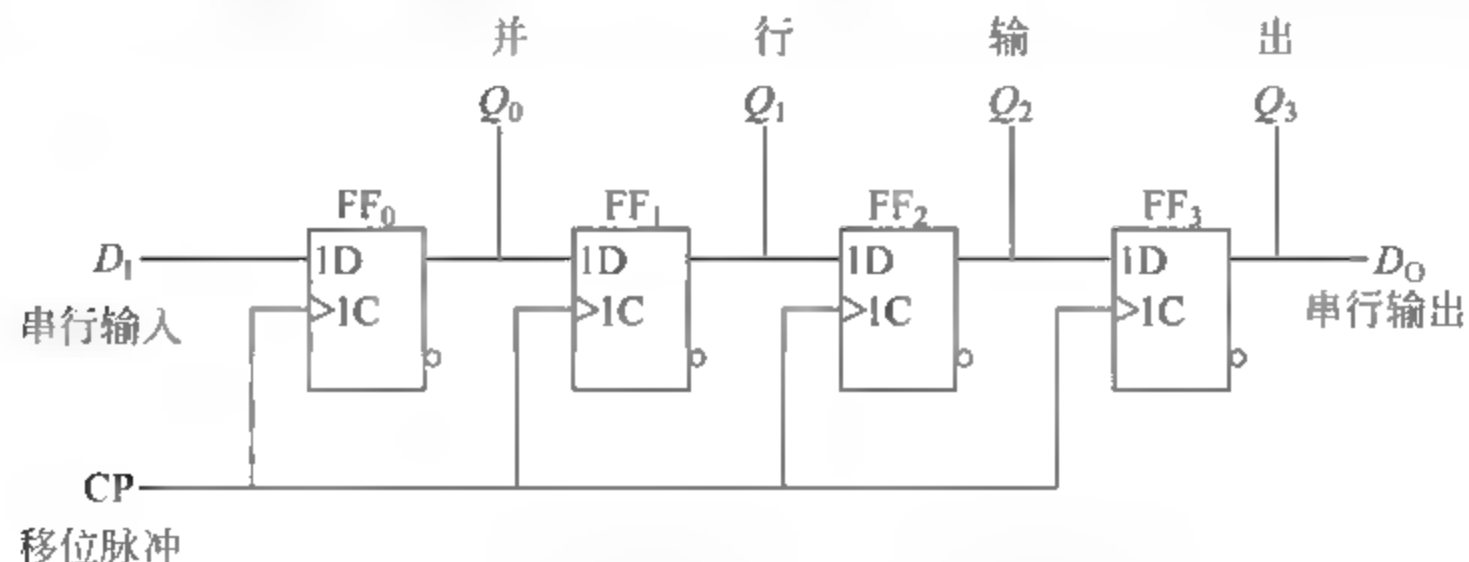 并 行 输 出
Q0 Q1 Q2 Q3
FF0 FF1 FF2 FF3
DI 1D 1D 1D 1D DO
串行输入 >1C >1C >1C >1C 串行输出
CP
移位脉冲